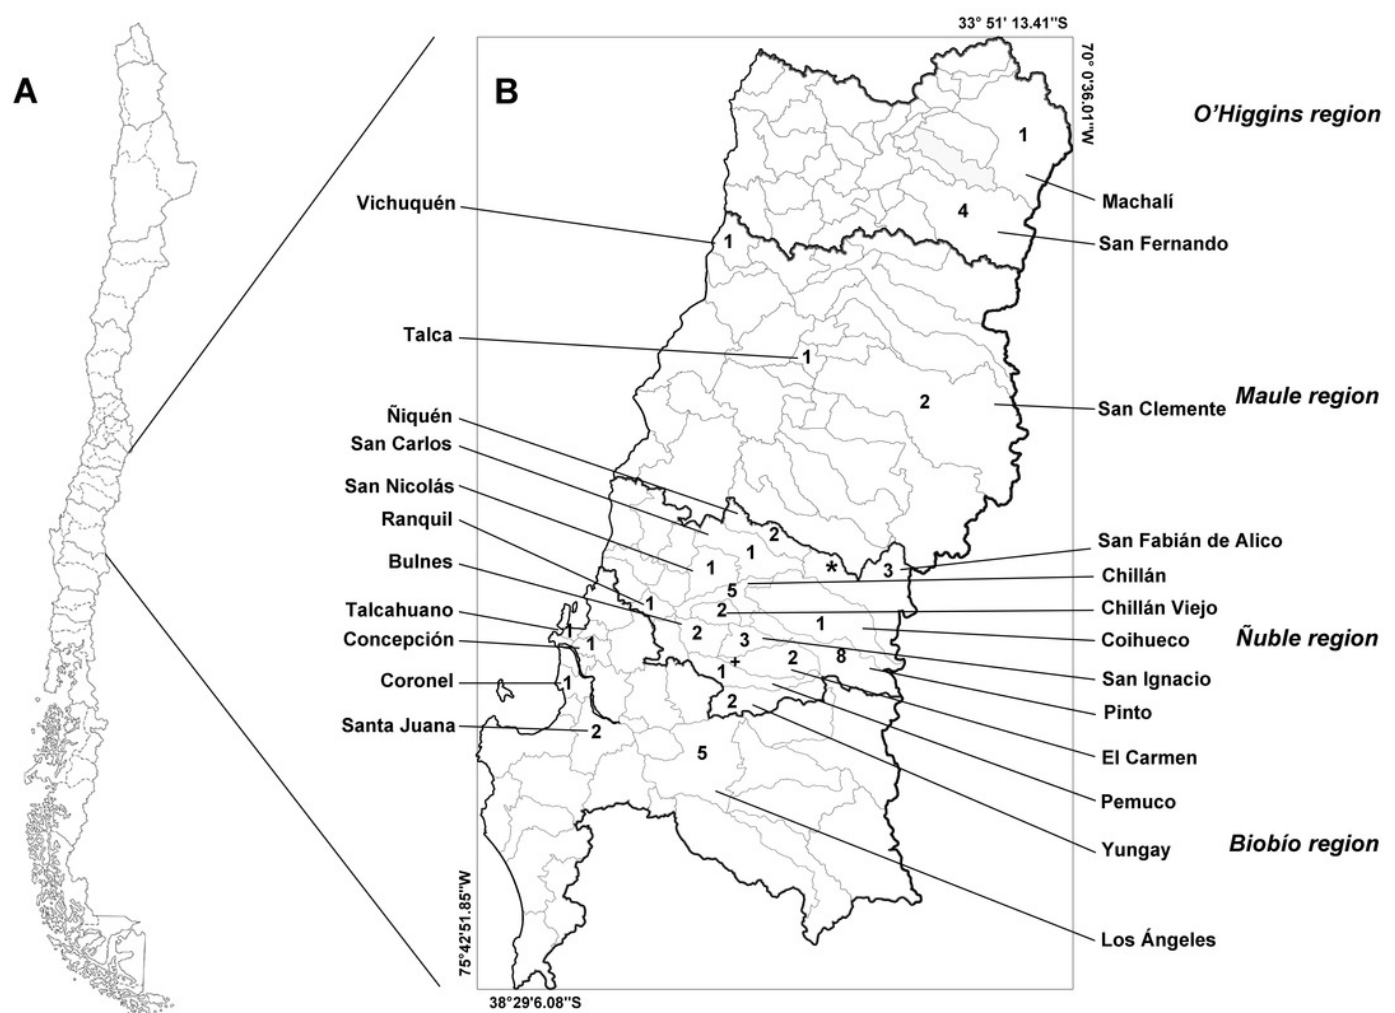 A
B
33° 51' 13.41''S
70° 0'36.01''W
O'Higgins region
1
Machalí
4
San Fernando
Vichuquén
1
Talca
1
2
San Clemente
Maule region
Ñiquén
San Carlos
San Nicolás
Ranquil
Bulnes
Talcahuano
Concepción
Coronel
Santa Juana
2
1
1
*
3
5
1
2
1
2
3
1
1
+
2
8
1
1
2
2
5
San Fabián de Alico
Chillán
Chillán Viejo
Coihueco
Ñuble region
San Ignacio
Pinto
El Carmen
Pemuco
Yungay
Biobío region
Los Ángeles
75°42'51.85''W
38°29'6.08''S